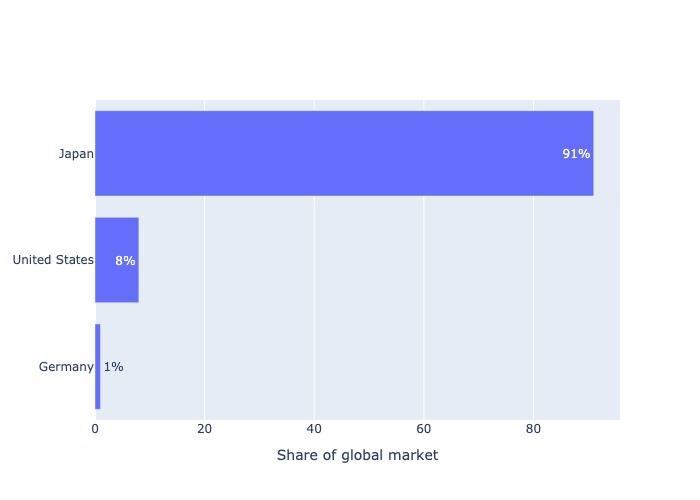 Japan 91%
United States 8%
Germany 1%
0 20 40 60 80
Share of global market